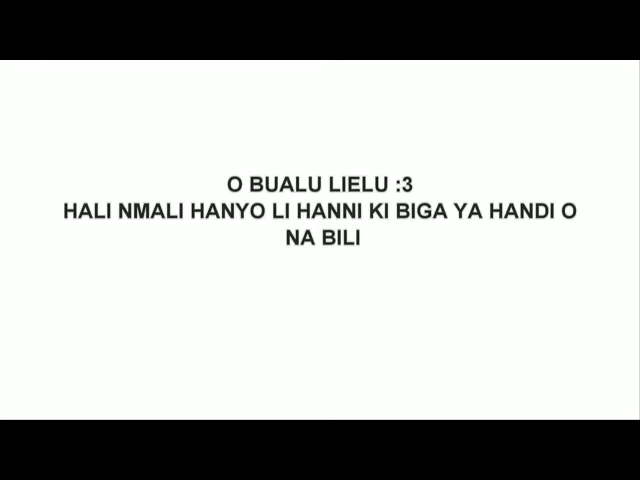 O BUALU LIELU :3
HALI NMALI HANYO LI HANNI KI BIGA YA HANDI O
NA BILI